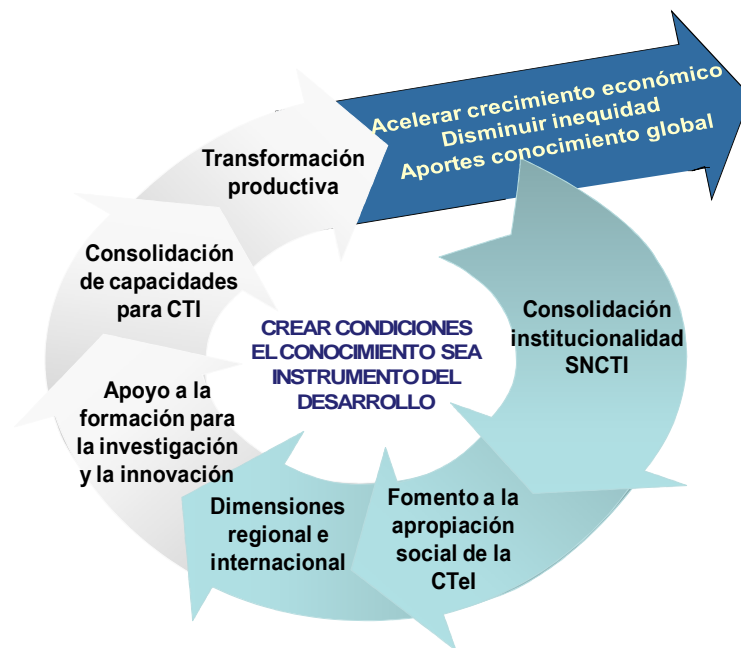 Acelerar crecimiento económico
Disminuir inequidad
Aportes conocimiento global
Transformación
productiva
Consolidación
de capacidades
para CTI
CREAR CONDICIONES
EL CONOCIMIENTO SEA
INSTRUMENTO DEL
DESARROLLO
Consolidación
institucionalidad
SNCTI
Apoyo a la
formación para
la investigación
y la innovación
Dimensiones
regional e
internacional
Fomento a la
apropiación
social de la
CTeI